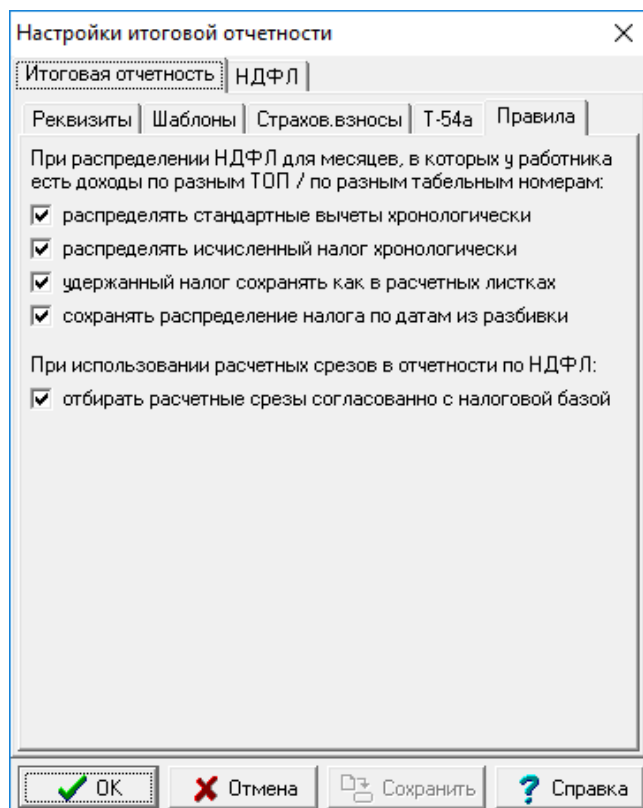 Настройки итоговой отчетности
Итоговая отчетность НДФЛ
Реквизиты Шаблоны Страхов.взносы Т-54а Правила
При распределении НДФЛ для месяцев, в которых у работника
есть доходы по разным ТОП / по разным табельным номерам:
распределять стандартные вычеты хронологически
распределять исчисленный налог хронологически
удержанный налог сохранять как в расчетных листках
сохранять распределение налога по датам из разбивки
При использовании расчетных срезов в отчетности по НДФЛ:
отбирать расчетные срезы согласованно с налоговой базой
OK Отмена Сохранить Справка